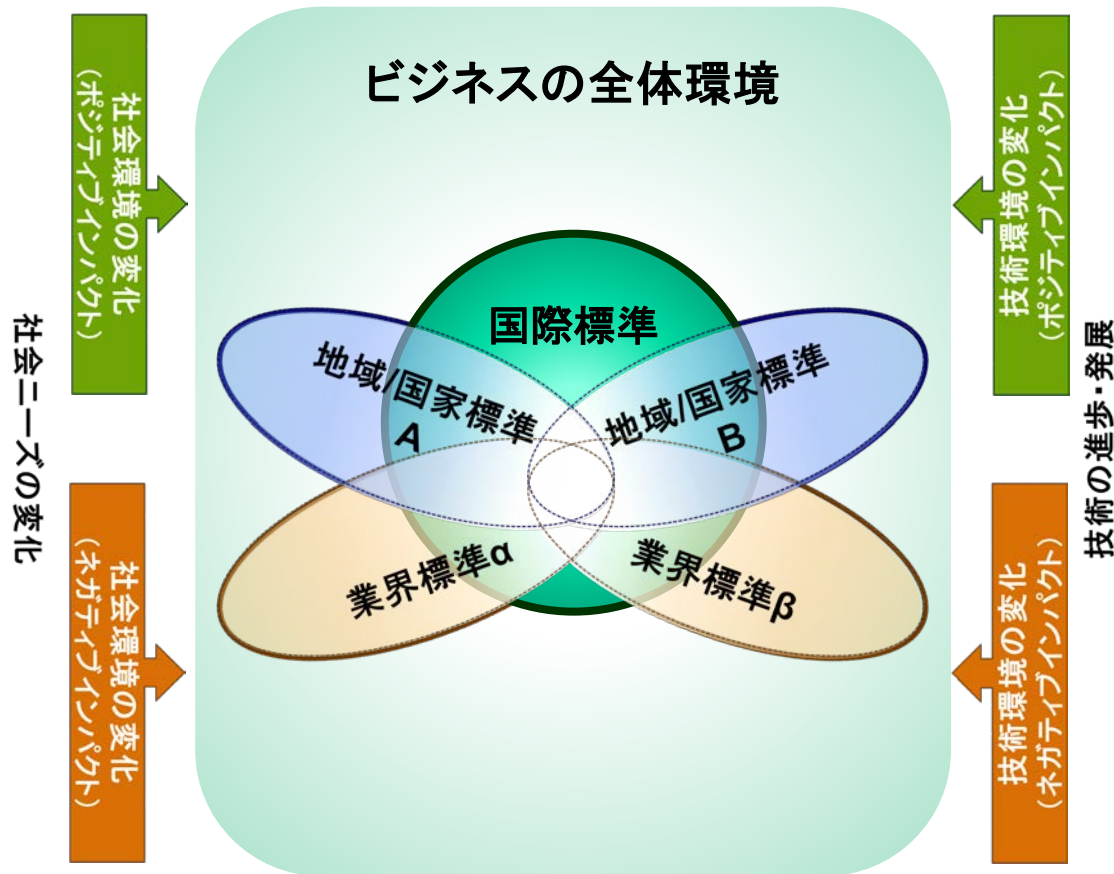 ビジネスの全体環境
社会環境の変化
(ポジティブインパクト)
技術環境の変化
(ポジティブインパクト)
社会ニーズの変化
技術の進歩・発展
国際標準
地域/国家標準
A
地域/国家標準
B
業界標準α
業界標準β
社会環境の変化
(ネガティブインパクト)
技術環境の変化
(ネガティブインパクト)